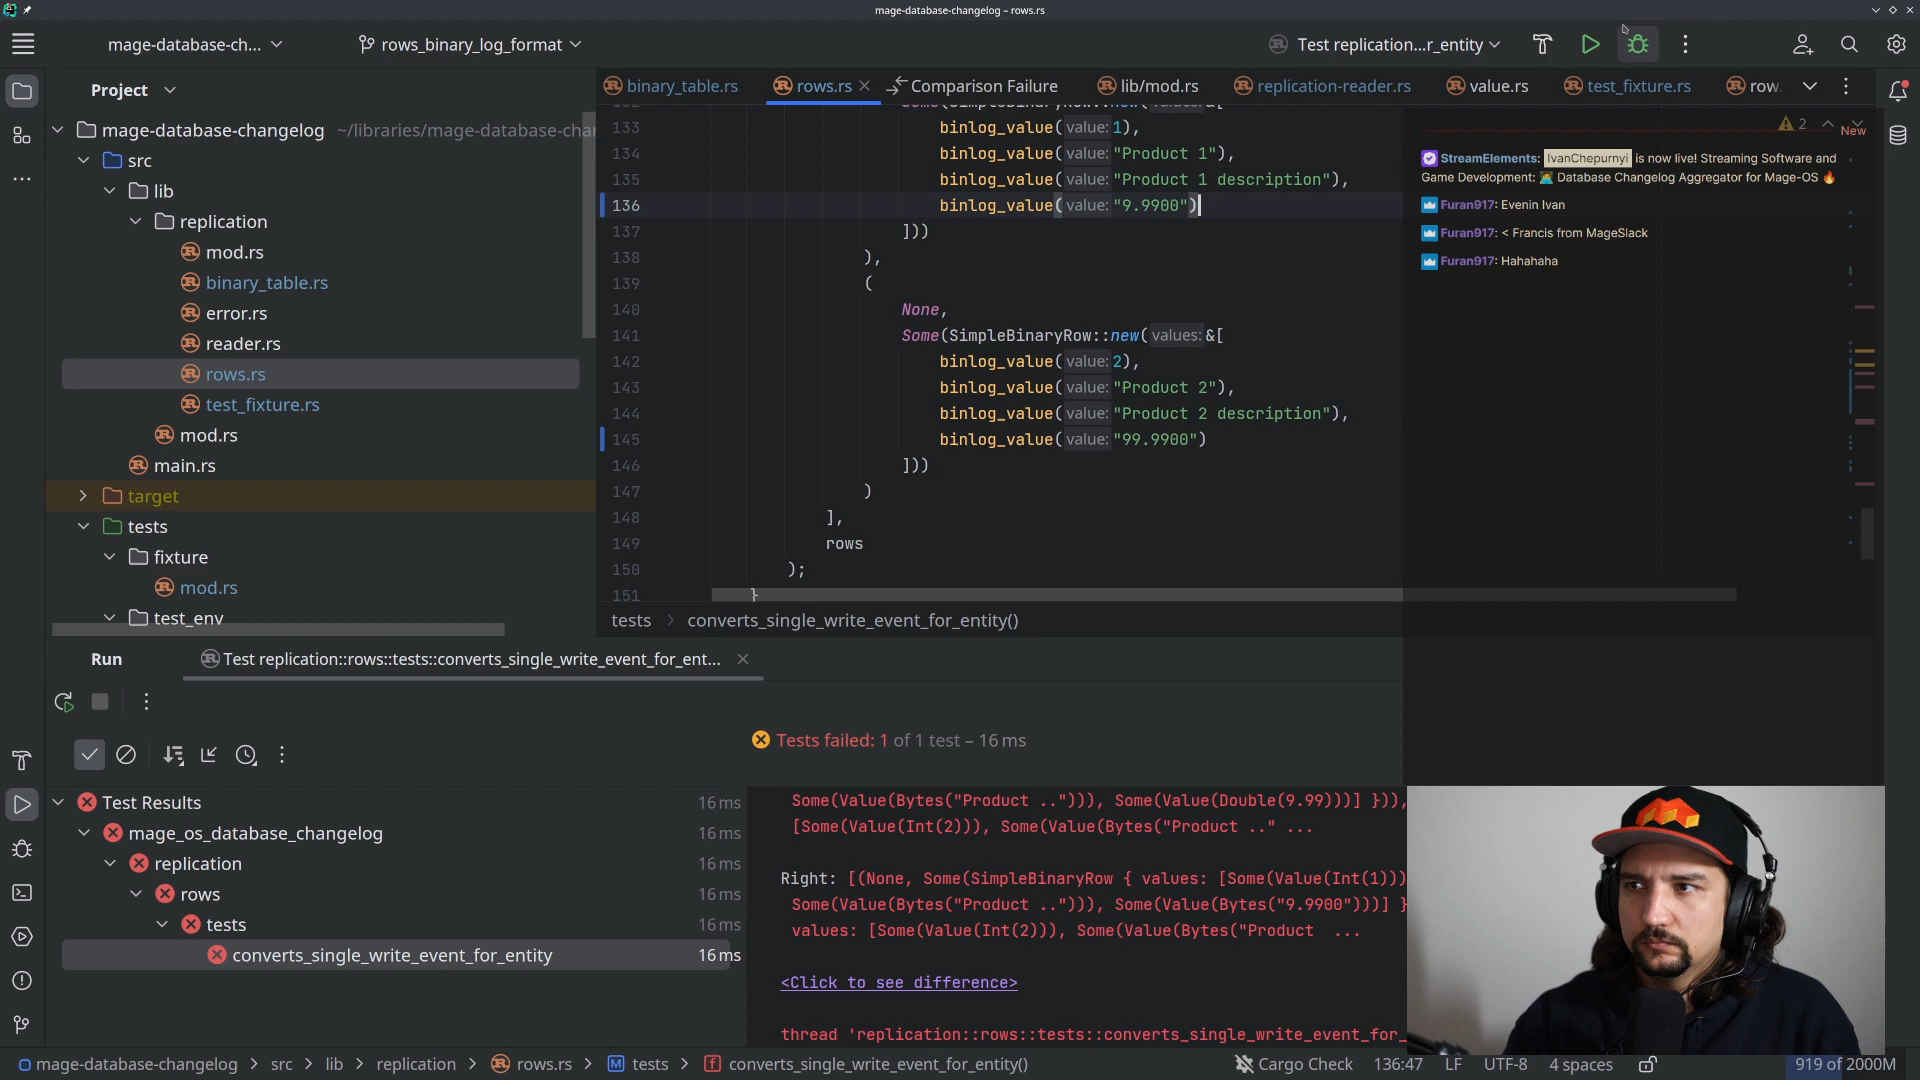 mage-database-changelog – rows.rs
mage-database-ch...
rows_binary_log_format
Test replication...r_entity
Project
binary_table.rs
rows.rs
Comparison Failure
lib/mod.rs
replication-reader.rs
value.rs
test_fixture.rs
row.
mage-database-changelog ~/libraries/mage-database-cha
src
lib
replication
mod.rs
binary_table.rs
error.rs
reader.rs
rows.rs
test_fixture.rs
mod.rs
main.rs
target
tests
fixture
mod.rs
test_env
133 binlog_value( value: 1),
134 binlog_value( value: "Product 1"),
135 binlog_value( value: "Product 1 description"),
136 binlog_value( value: "9.9900")
137 ]))
138 ),
139 (
140 None,
141 Some(SimpleBinaryRow::new( values: &[
142 binlog_value( value: 2),
143 binlog_value( value: "Product 2"),
144 binlog_value( value: "Product 2 description"),
145 binlog_value( value: "99.9900")
146 ]))
147 )
148 ],
149 rows
150 );
151 }
2
New
StreamElements: IvanChepurnyi is now live! Streaming Software and
Game Development: 🧑‍💻 Database Changelog Aggregator for Mage-OS 🔥
Furan917: Evenin Ivan
Furan917: < Francis from MageSlack
Furan917: Hahahaha
tests > converts_single_write_event_for_entity()
Run
Test replication::rows::tests::converts_single_write_event_for_ent...
Tests failed: 1 of 1 test – 16 ms
Test Results 16 ms
mage_os_database_changelog 16 ms
replication 16 ms
rows 16 ms
tests 16 ms
converts_single_write_event_for_entity 16 ms
Some(Value(Bytes("Product .."))), Some(Value(Double(9.99)))] })),
[Some(Value(Int(2))), Some(Value(Bytes("Product .." ...
Right: [(None, Some(SimpleBinaryRow { values: [Some(Value(Int(1)))
Some(Value(Bytes("Product .."))), Some(Value(Bytes("9.9900")))] }
values: [Some(Value(Int(2))), Some(Value(Bytes("Product ...
<Click to see difference>
thread 'replication::rows::tests::converts_single_write_event_for_
mage-database-changelog > src > lib > replication > rows.rs > tests > converts_single_write_event_for_entity()
Cargo Check
136:47
LF
UTF-8
4 spaces
919 of 2000M